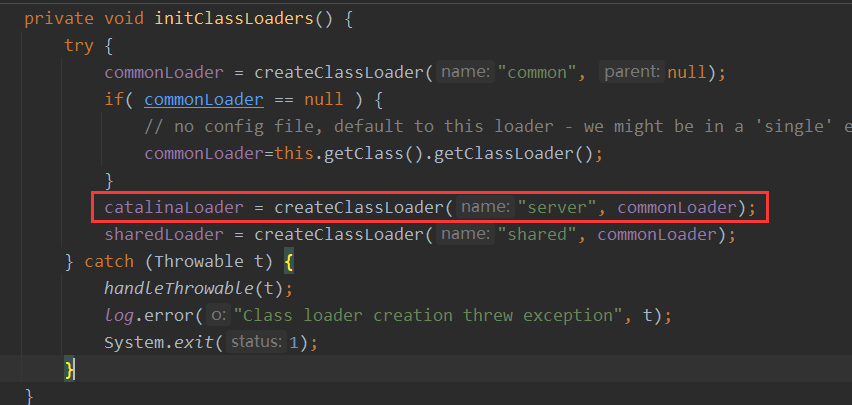 private void initClassLoaders() {
try {
commonLoader = createClassLoader( name: "common", parent: null);
if( commonLoader == null ) {
// no config file, default to this loader - we might be in a 'single' e
commonLoader=this.getClass().getClassLoader();
}
catalinaLoader = createClassLoader( name: "server", commonLoader);
sharedLoader = createClassLoader( name: "shared", commonLoader);
} catch (Throwable t) {
handleThrowable(t);
log.error( o: "Class loader creation threw exception", t);
System.exit( status: 1);
}
}